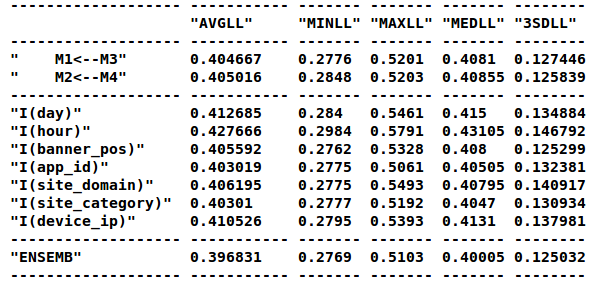 ------------------- ----------- ------- ------- ------- --------
"AVGLL" "MINLL" "MAXLL" "MEDLL" "3SDLL"
------------------- ----------- ------- ------- ------- --------
"    M1<--M3" 0.404667 0.2776 0.5201 0.4081 0.127446
"    M2<--M4" 0.405016 0.2848 0.5203 0.40855 0.125839
------------------- ----------- ------- ------- ------- --------
"I(day)" 0.412685 0.284 0.5461 0.415 0.134884
"I(hour)" 0.427666 0.2984 0.5791 0.43105 0.146792
"I(banner_pos)" 0.405592 0.2762 0.5328 0.408 0.125299
"I(app_id)" 0.403019 0.2775 0.5061 0.40505 0.132381
"I(site_domain)" 0.406195 0.2775 0.5493 0.40795 0.140917
"I(site_category)" 0.40301 0.2777 0.5192 0.4047 0.130934
"I(device_ip)" 0.410526 0.2795 0.5393 0.4131 0.137981
------------------- ----------- ------- ------- ------- --------
"ENSEMB" 0.396831 0.2769 0.5103 0.40005 0.125032
------------------- ----------- ------- ------- ------- --------